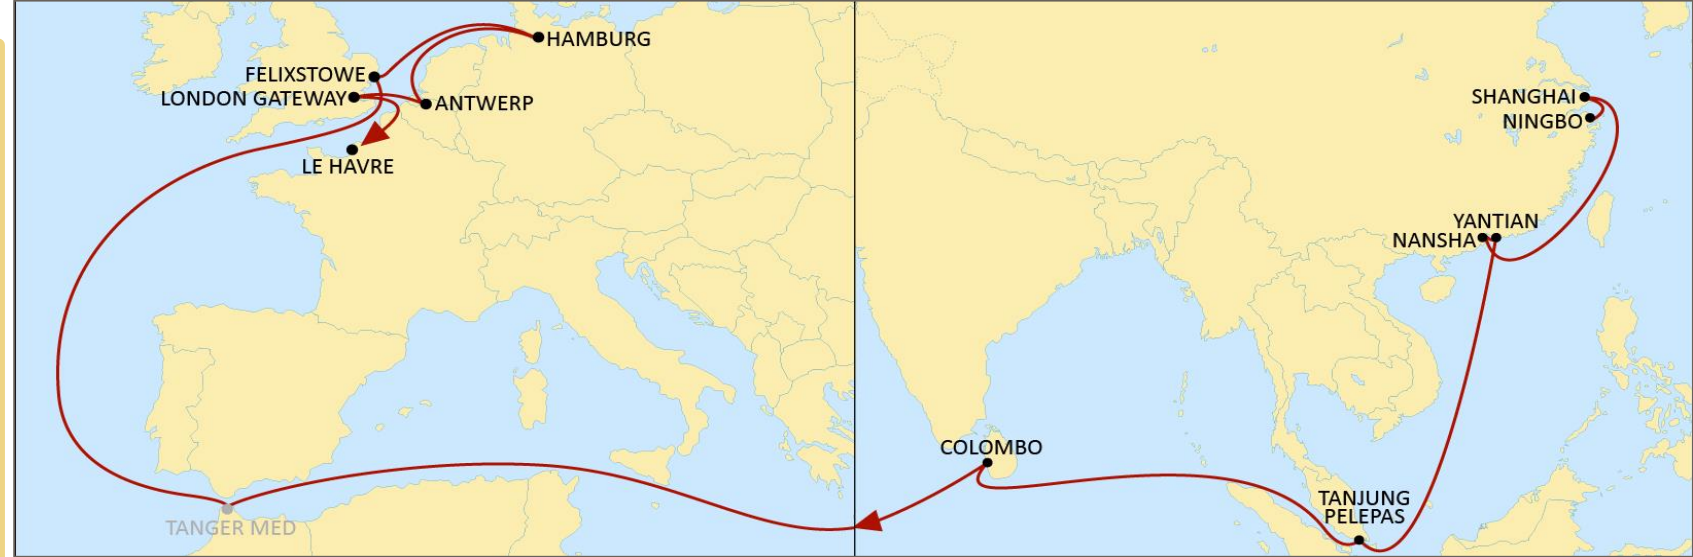 HAMBURG
FELIXSTOWE
LONDON GATEWAY
ANTWERP
LE HAVRE
TANGER MED
SHANGHAI
NINGBO
YANTIAN
NANSHA
COLOMBO
TANJUNG
PELEPAS